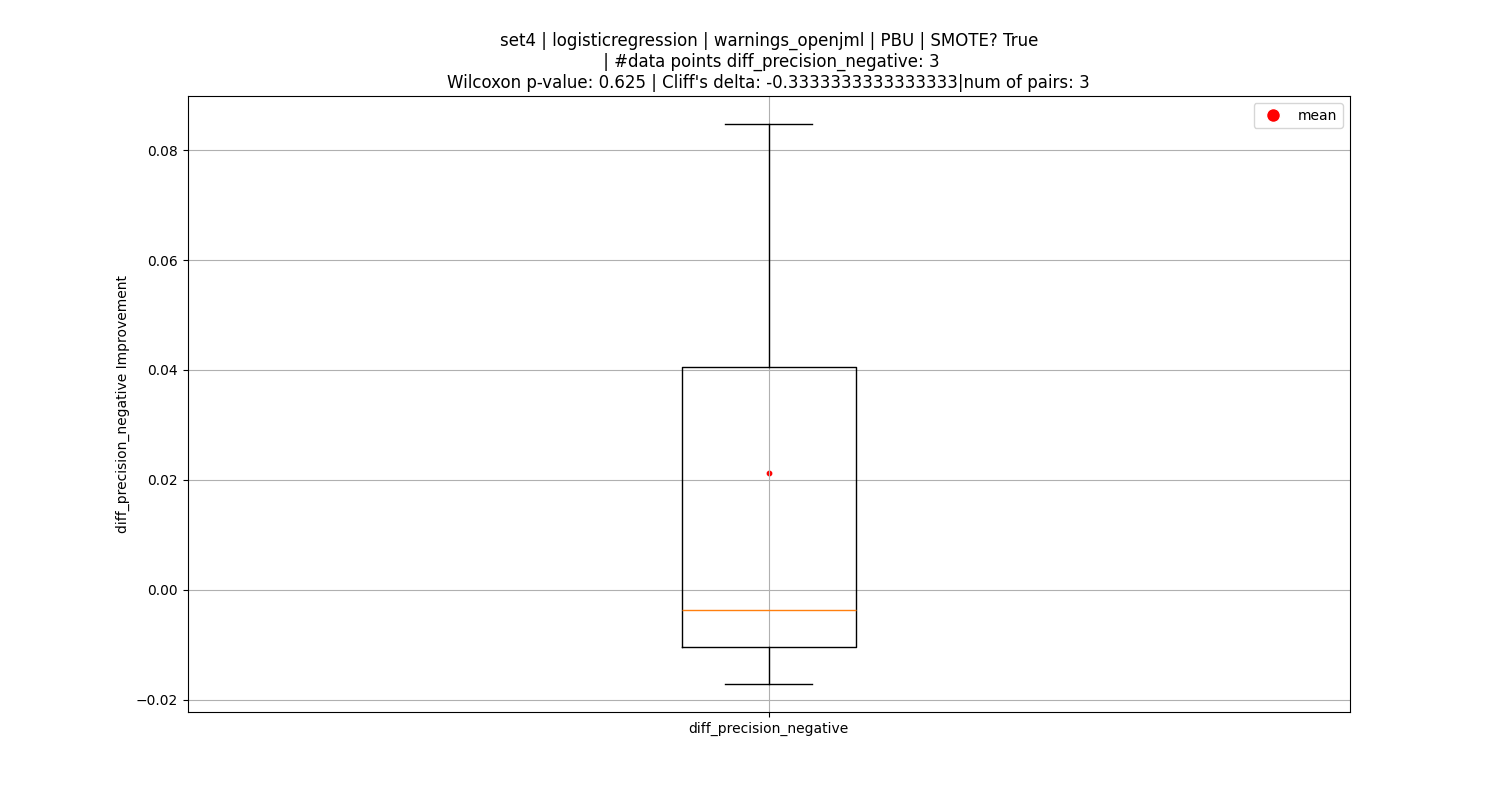 set4 | logisticregression | warnings_openjml | PBU | SMOTE? True
| #data points diff_precision_negative: 3
Wilcoxon p-value: 0.625 | Cliff's delta: -0.3333333333333333|num of pairs: 3
mean
0.08
0.06
0.04
0.02
0.00
−0.02
diff_precision_negative Improvement
diff_precision_negative